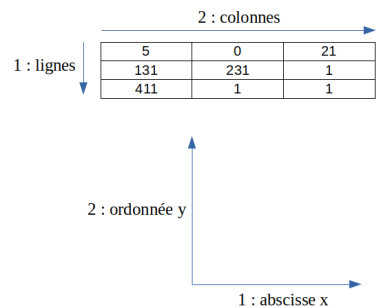 2 : colonnes
1 : lignes
5 0 21
131 231 1
411 1 1
2 : ordonnée y
1 : abscisse x